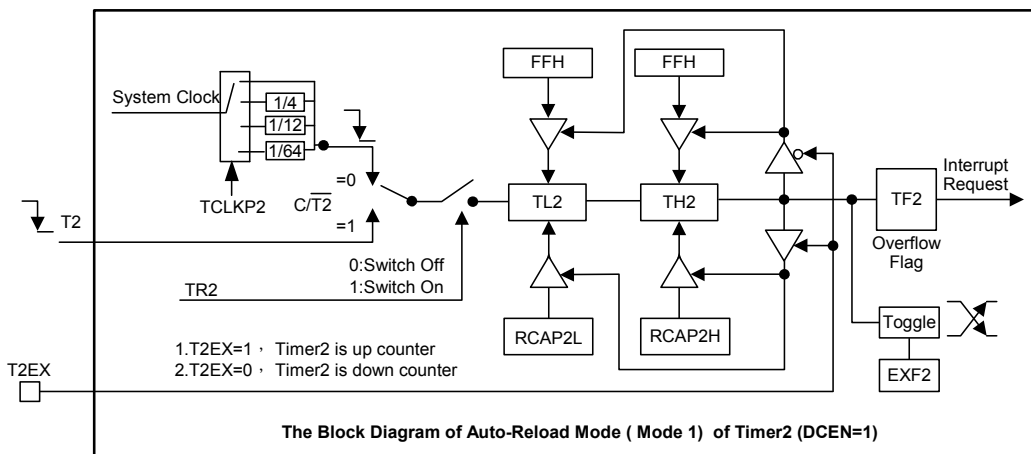 FFH
FFH
System Clock
1/4
1/12
1/64
TCLKP2
=0
C/T2
=1
T2
TL2
TH2
TF2
Interrupt
Request
Overflow
Flag
0:Switch Off
1:Switch On
TR2
RCAP2L
RCAP2H
Toggle
EXF2
1.T2EX=1， Timer2 is up counter
2.T2EX=0， Timer2 is down counter
T2EX
The Block Diagram of Auto-Reload Mode ( Mode 1) of Timer2 (DCEN=1)